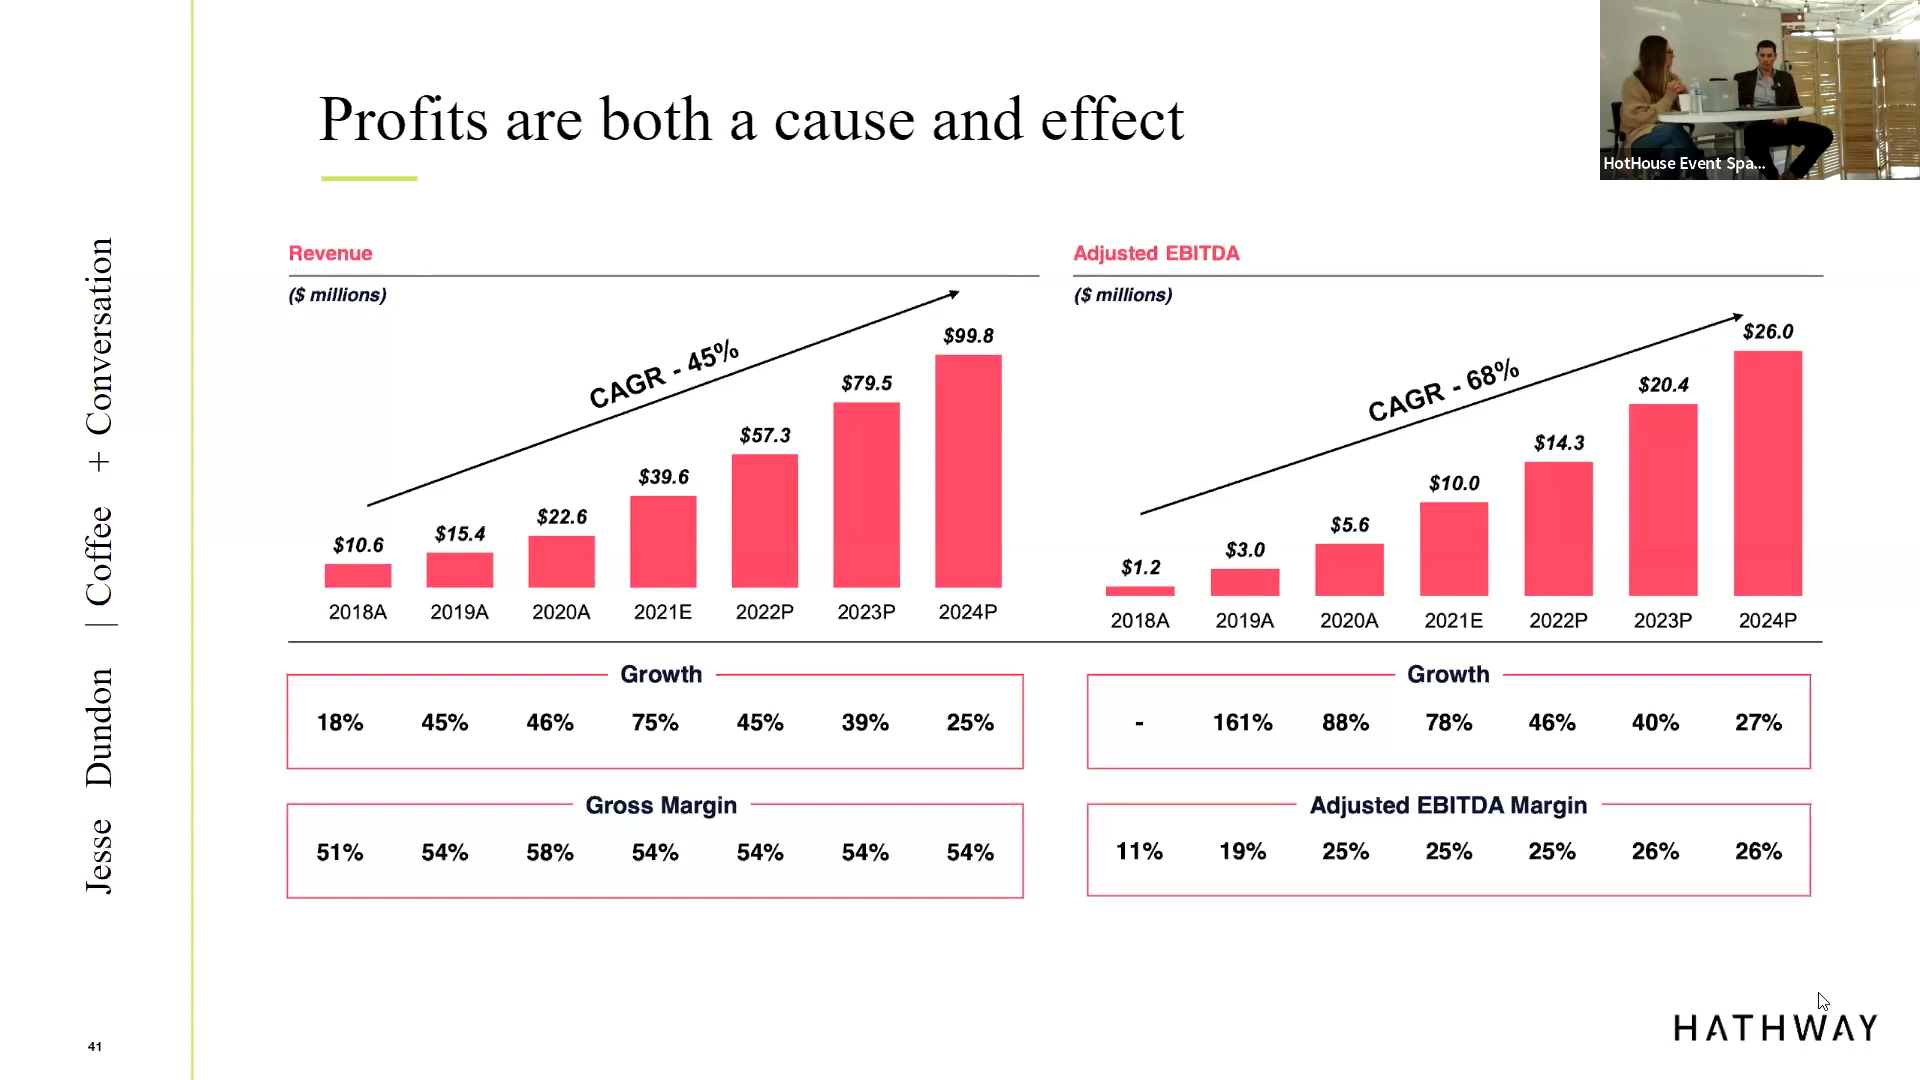 Profits are both a cause and effect
HotHouse Event Spa...
Jesse Dundon | Coffee + Conversation
Revenue
($ millions)
CAGR - 45%
$10.6 $15.4 $22.6 $39.6 $57.3 $79.5 $99.8
2018A 2019A 2020A 2021E 2022P 2023P 2024P
Growth
18% 45% 46% 75% 45% 39% 25%
Gross Margin
51% 54% 58% 54% 54% 54% 54%
Adjusted EBITDA
($ millions)
CAGR - 68%
$1.2 $3.0 $5.6 $10.0 $14.3 $20.4 $26.0
2018A 2019A 2020A 2021E 2022P 2023P 2024P
Growth
- 161% 88% 78% 46% 40% 27%
Adjusted EBITDA Margin
11% 19% 25% 25% 25% 26% 26%
41
HATHWAY